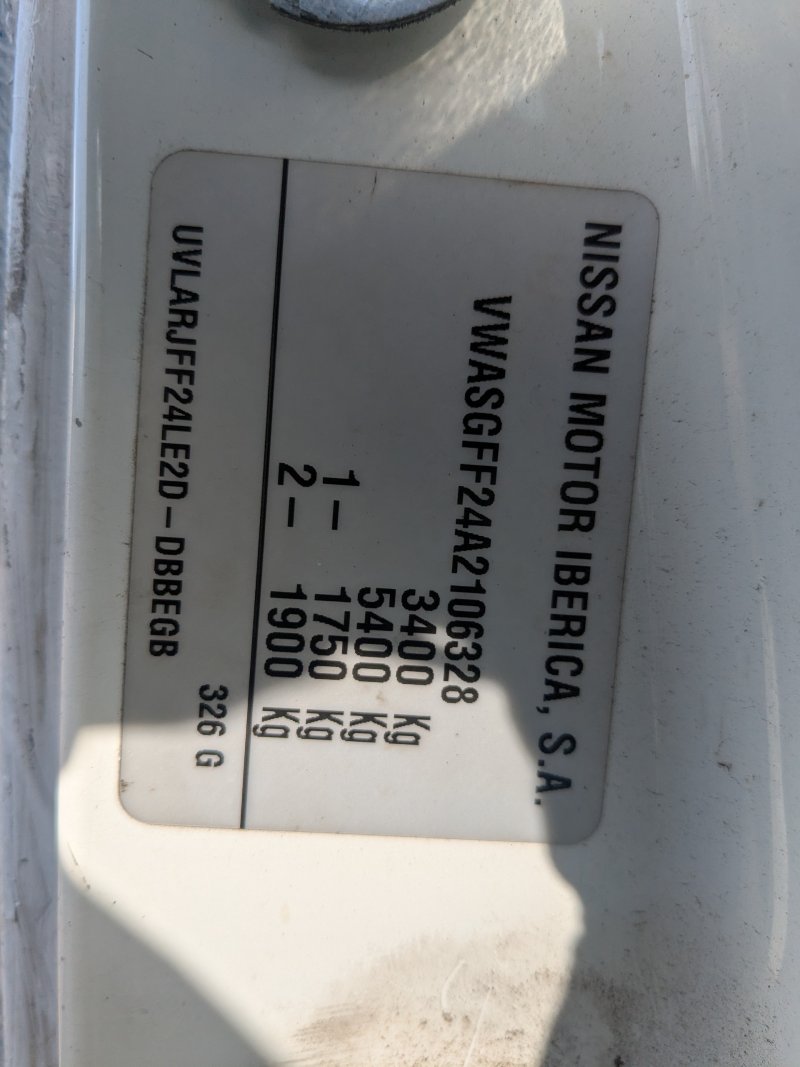 NISSAN MOTOR IBERICA, S.A.
VWASGFF24A2106328
3400 Kg
5400 Kg
1- 1750 Kg
2- 1900 Kg
326 G
UVLARJFF24LE2D-DBBEGB